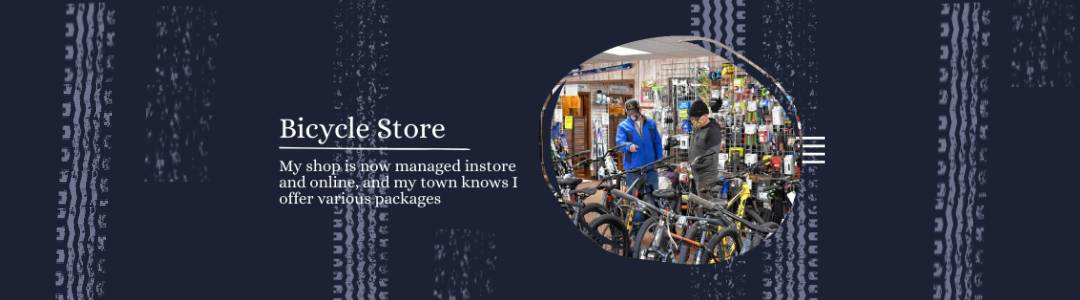 Bicycle Store
My shop is now managed instore
and online, and my town knows I
offer various packages